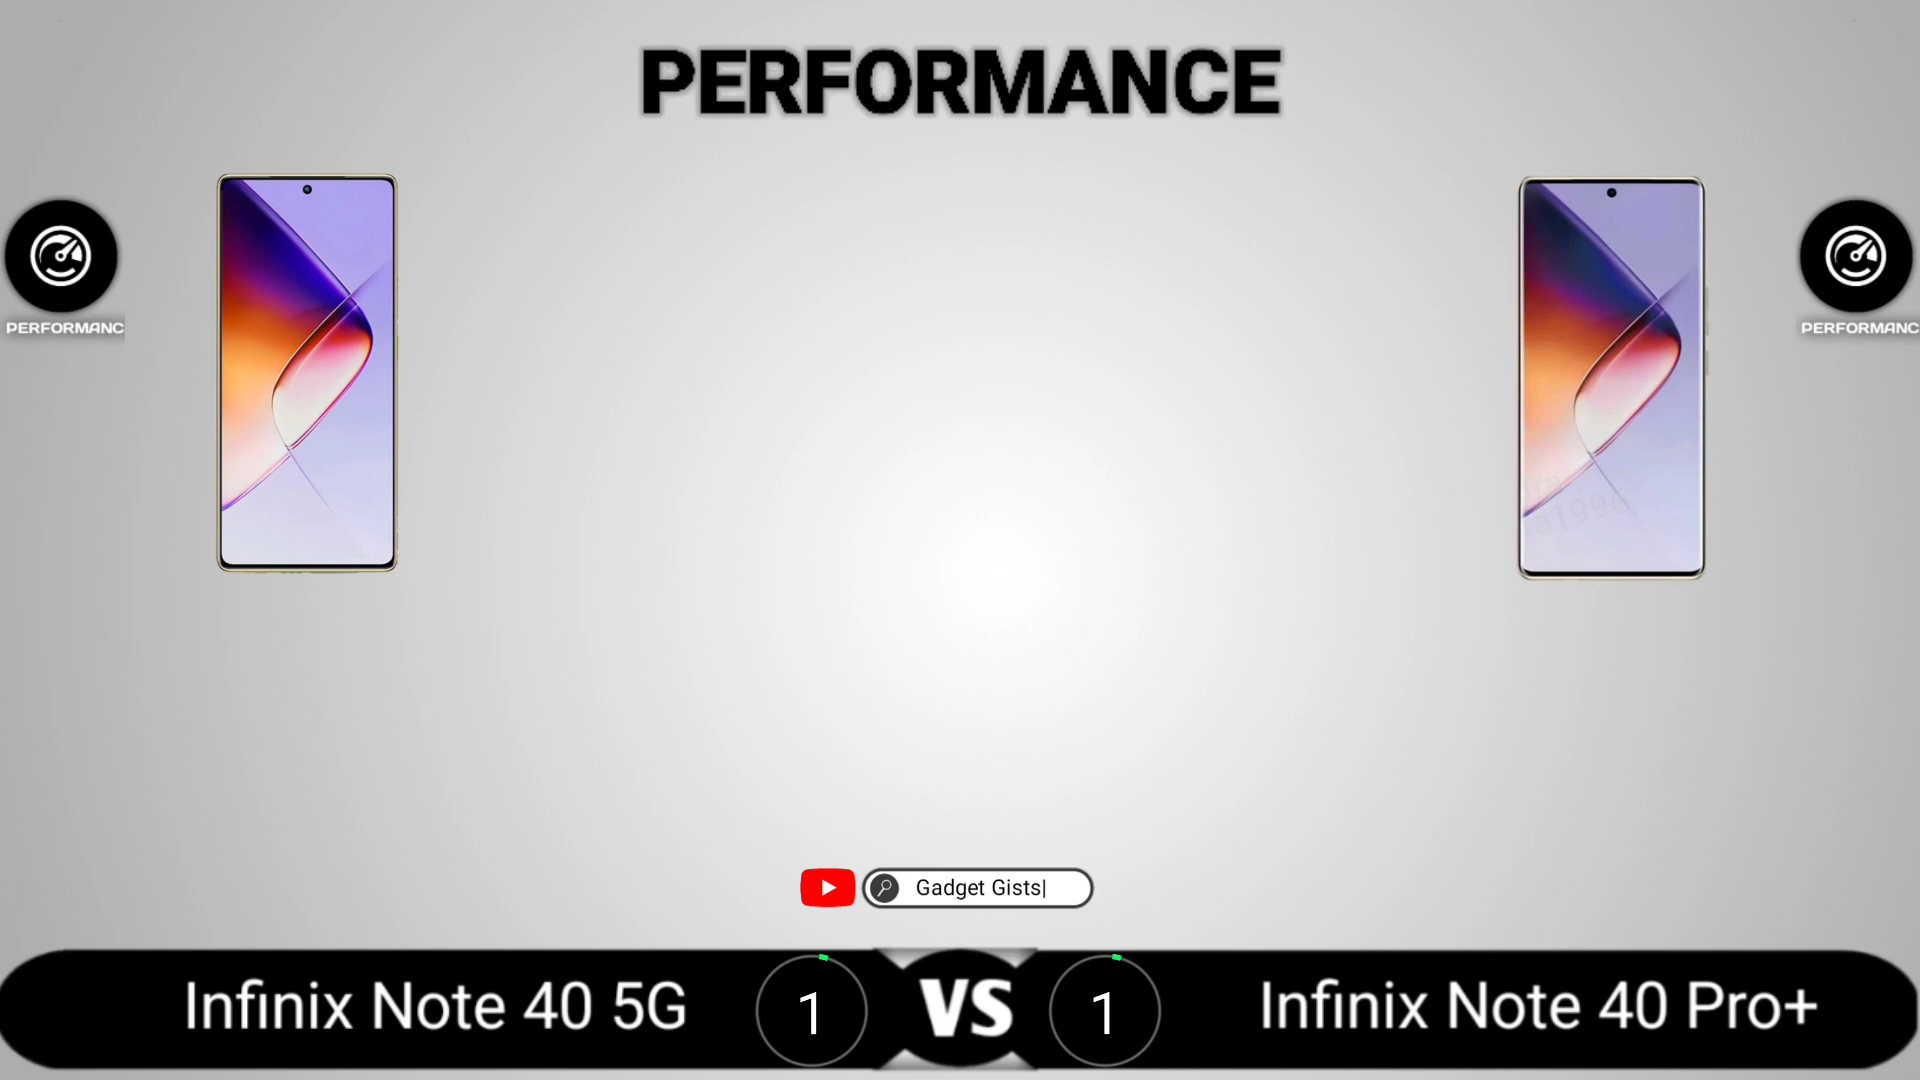 PERFORMANCE
PERFORMANC
PERFORMANC
Gadget Gists|
Infinix Note 40 5G
1
VS
1
Infinix Note 40 Pro+